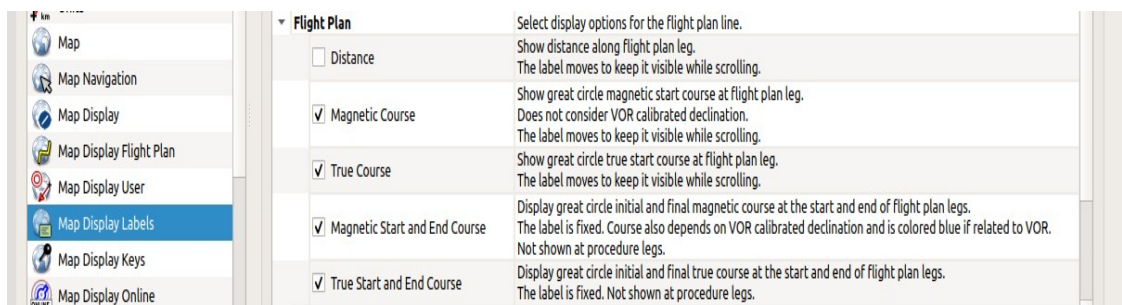 km
Map
Map Navigation
Map Display
Map Display Flight Plan
Map Display User
Map Display Labels
Map Display Keys
Map Display Online
Flight Plan
Select display options for the flight plan line.
Distance
Show distance along flight plan leg.
The label moves to keep it visible while scrolling.
Magnetic Course
Show great circle magnetic start course at flight plan leg.
Does not consider VOR calibrated declination.
The label moves to keep it visible while scrolling.
True Course
Show great circle true start course at flight plan leg.
The label moves to keep it visible while scrolling.
Magnetic Start and End Course
Display great circle initial and final magnetic course at the start and end of flight plan legs.
The label is fixed. Course also depends on VOR calibrated declination and is colored blue if related to VOR.
Not shown at procedure legs.
True Start and End Course
Display great circle initial and final true course at the start and end of flight plan legs.
The label is fixed. Not shown at procedure legs.